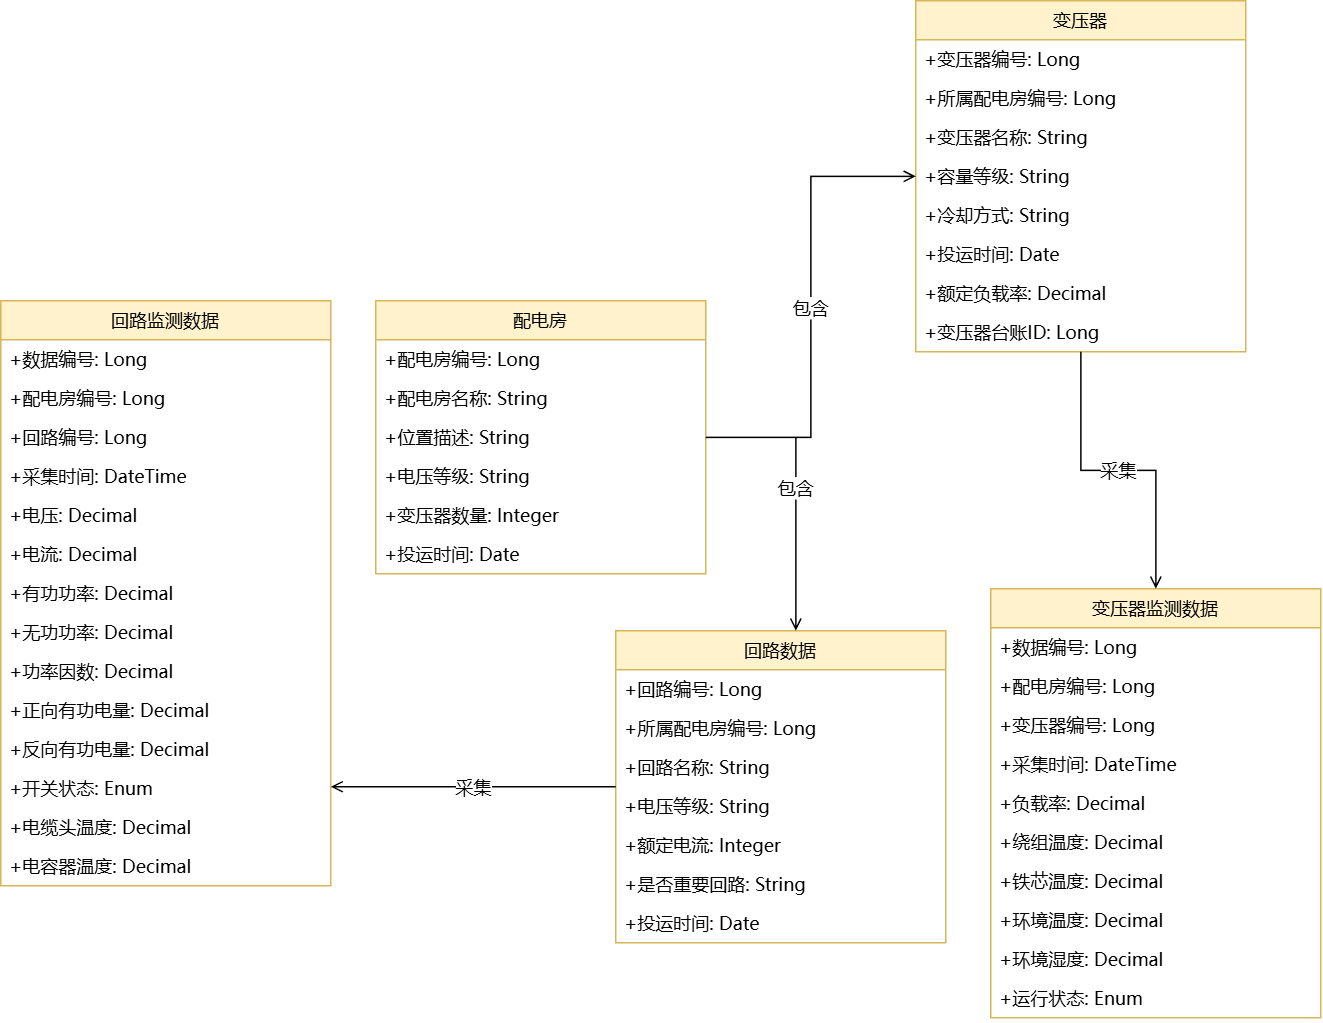 变压器
+变压器编号: Long
+所属配电房编号: Long
+变压器名称: String
+容量等级: String
+冷却方式: String
+投运时间: Date
+额定负载率: Decimal
+变压器台账ID: Long
包含
回路监测数据
+数据编号: Long
+配电房编号: Long
+回路编号: Long
+采集时间: DateTime
+电压: Decimal
+电流: Decimal
+有功功率: Decimal
+无功功率: Decimal
+功率因数: Decimal
+正向有功电量: Decimal
+反向有功电量: Decimal
+开关状态: Enum
+电缆头温度: Decimal
+电容器温度: Decimal
配电房
+配电房编号: Long
+配电房名称: String
+位置描述: String
+电压等级: String
+变压器数量: Integer
+投运时间: Date
包含
采集
回路数据
+回路编号: Long
+所属配电房编号: Long
+回路名称: String
+电压等级: String
+额定电流: Integer
+是否重要回路: String
+投运时间: Date
采集
变压器监测数据
+数据编号: Long
+配电房编号: Long
+变压器编号: Long
+采集时间: DateTime
+负载率: Decimal
+绕组温度: Decimal
+铁芯温度: Decimal
+环境温度: Decimal
+环境湿度: Decimal
+运行状态: Enum